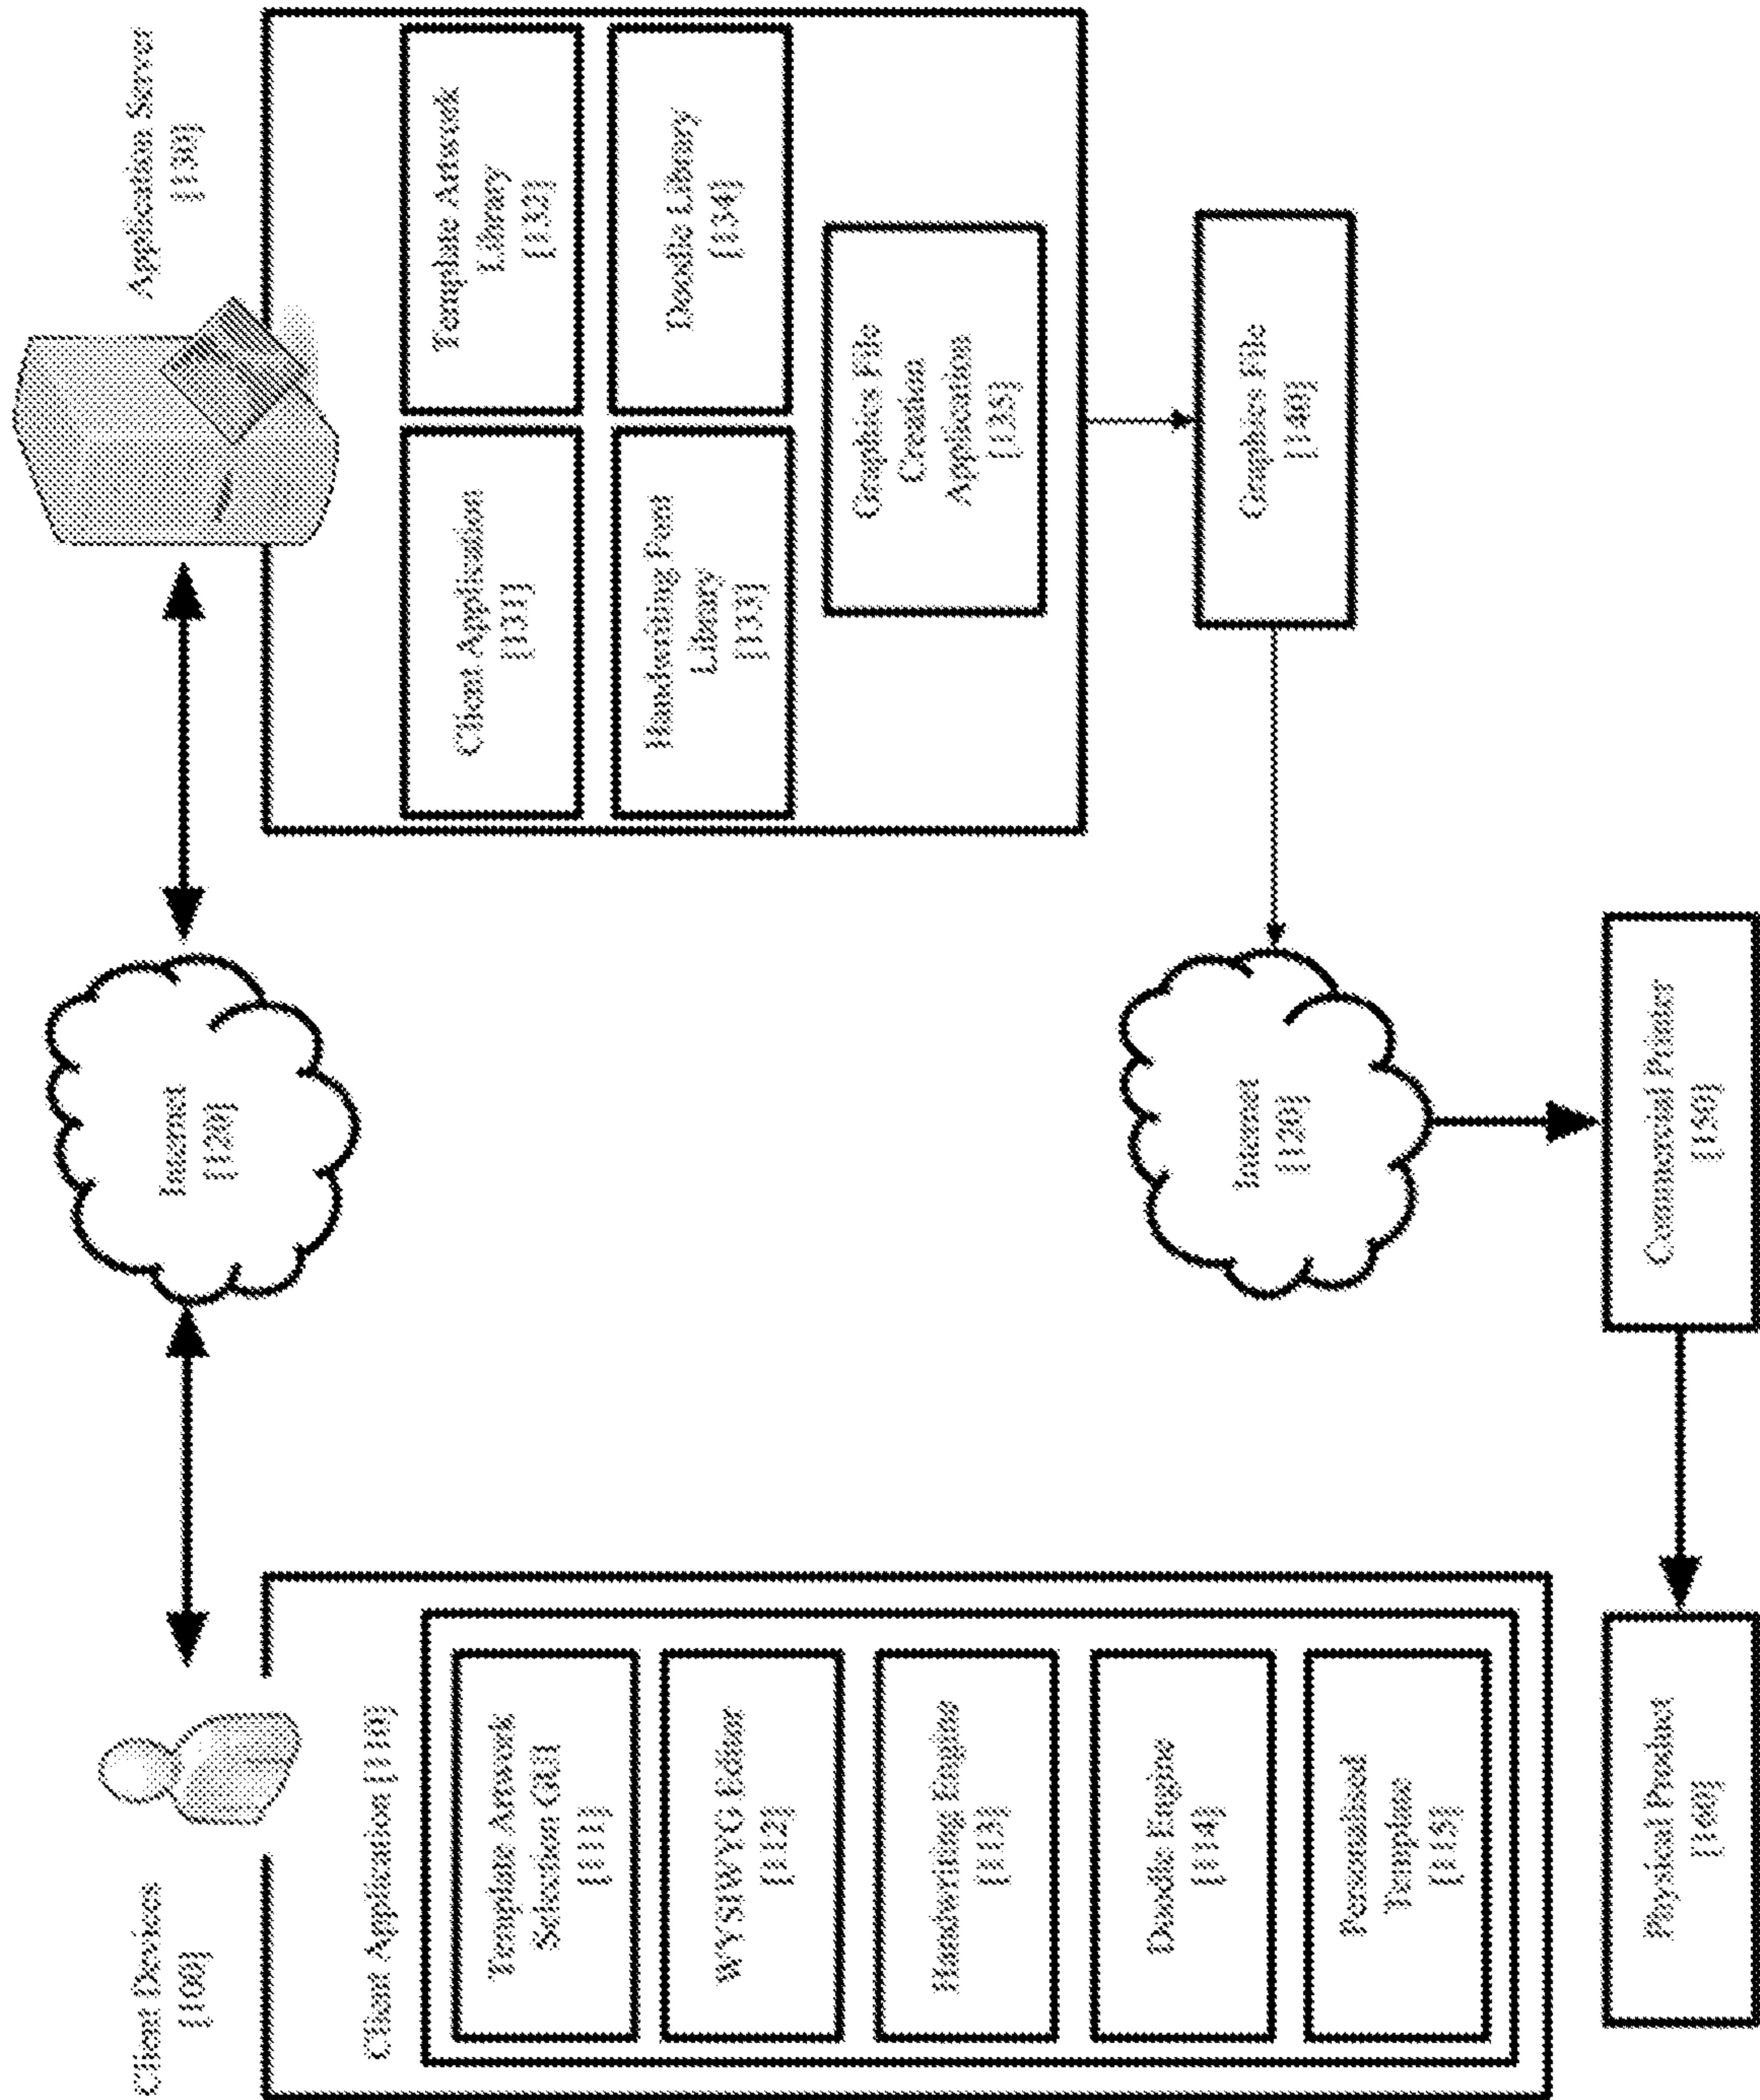 Client Devices
[100]
Client Application [110]
Template Artwork
Selection GUI
[111]
WYSIWYG Editor
[112]
Handwriting Engine
[113]
Doodle Engine
[114]
Personalised
Template
[115]
Internet
[120]
Application Server
[130]
Client Application
[131]
Template Artwork
Library
[132]
Handwriting Font
Library
[133]
Doodle Library
[134]
Graphics File
Creation
Application
[135]
Graphics File
[140]
Internet
[120]
Commercial Printer
[150]
Physical Product
[160]